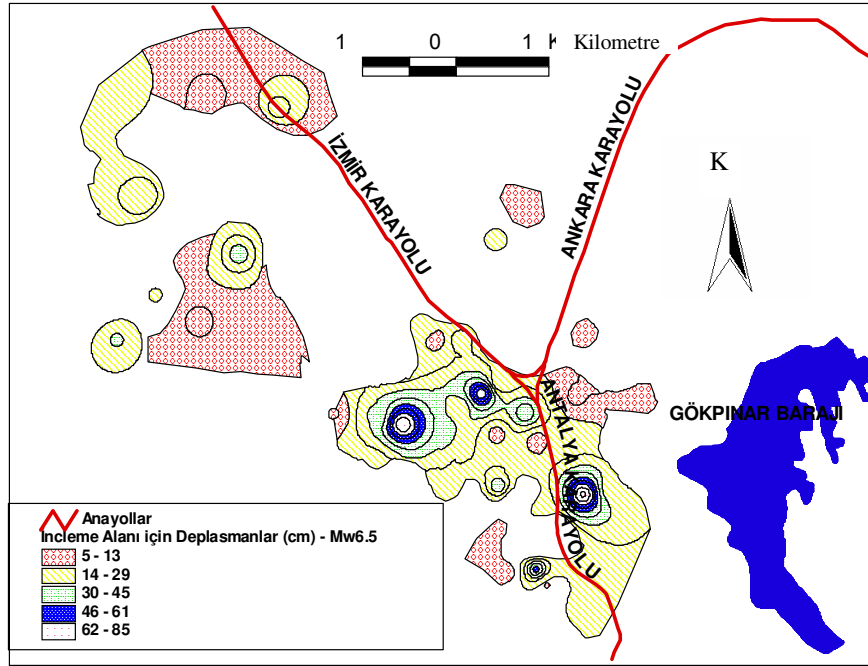 1 0 1 K Kilometre
İZMİR KARAYOLU
ANKARA KARAYOLU
K
ANTALYA KARAYOLU
GÖKPINAR BARAJI
Anayollar
İnceleme Alanı için Deplasmanlar (cm) - Mw6.5
5 - 13
14 - 29
30 - 45
46 - 61
62 - 85